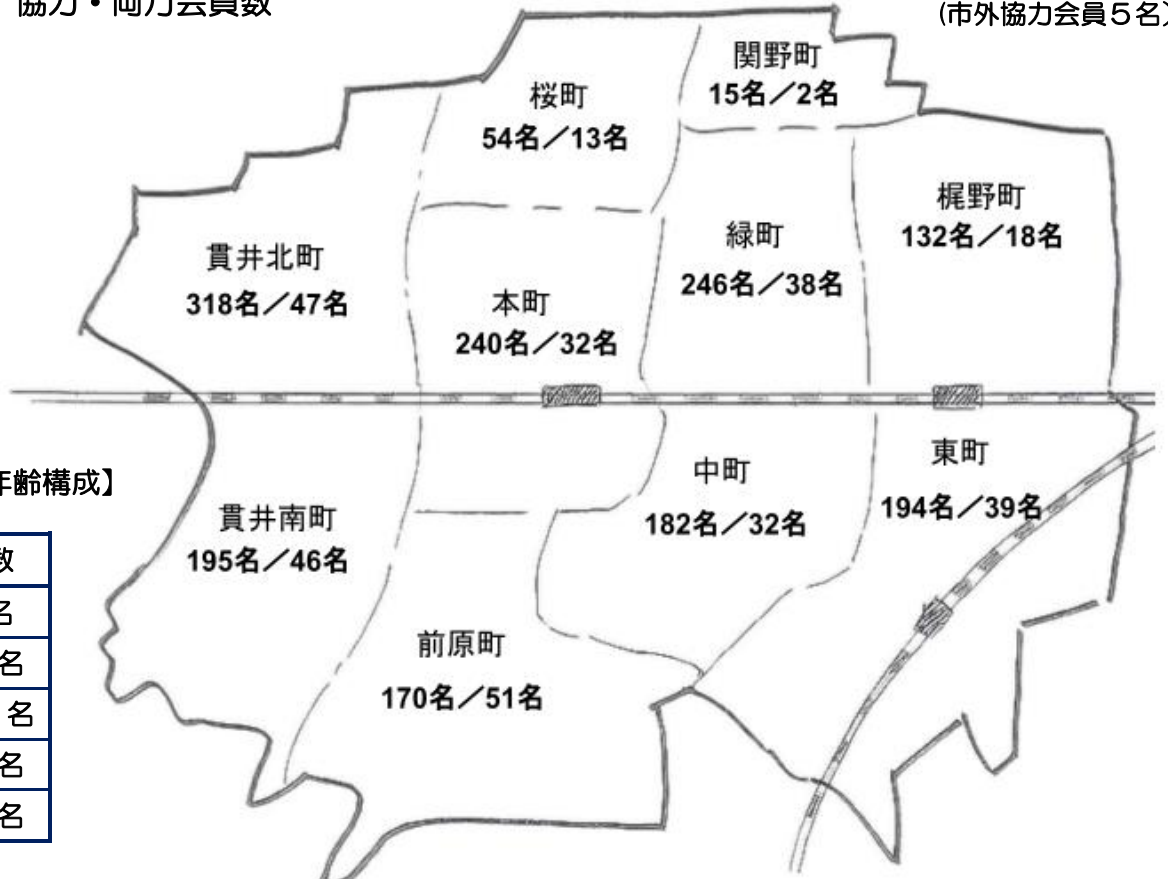 協力・両方会員数
(市外協力会員5名)
関野町
15名／2名
桜町
54名／13名
梶野町
132名／18名
緑町
246名／38名
貫井北町
318名／47名
本町
240名／32名
東町
194名／39名
中町
182名／32名
年齢構成】
貫井南町
195名／46名
前原町
170名／51名
数
名
名
名
名
名